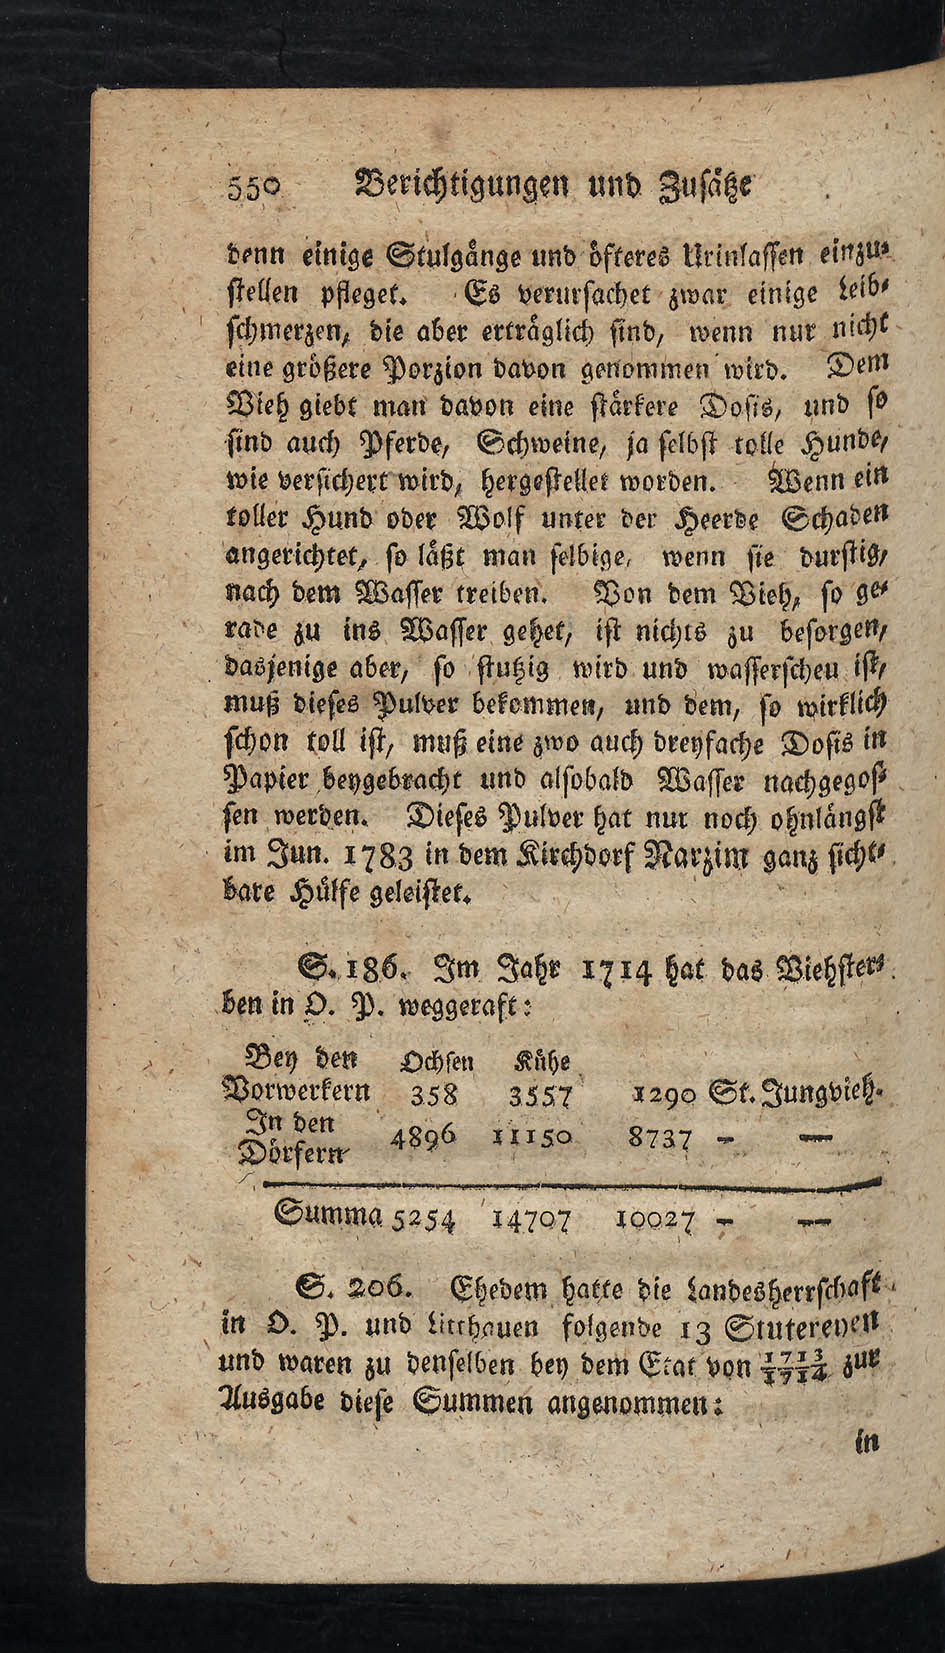 550 Berichtigungen und Zusätze
denn einige Stulgänge und öfteres Urinlassen einzu-
stellen pfleget. Es verursachet zwar einige Leib-
schmerzen, die aber erträglich sind, wenn nur nicht
eine größere Porzion davon genommen wird. Dem
Vieh giebt man davon eine stärkere Dosis, und so
sind auch Pferde, Schweine, ja selbst tolle Hunde,
wie versichert wird, hergestellet worden. Wenn ein
toller Hund oder Wolf unter der Heerde Schaden
angerichtet, so läßt man selbige, wenn sie durstig,
nach dem Wasser treiben. Von dem Vieh, so ge-
rade zu ins Wasser gehet, ist nichts zu besorgen,
dasjenige aber, so stutzig wird und wasserscheu ist,
muß dieses Pulver bekommen, und dem, so wirklich
schon toll ist, muß eine zwo auch dreyfache Dosis in
Papier beygebracht und alsobald Wasser nachgegos-
sen werden. Dieses Pulver hat nur noch ohnlängst
im Jun. 1783 in dem Kirchdorf Narzim ganz sicht-
bare Hülfe geleistet.
S. 186. Im Jahr 1714 hat das Viehster-
ben in O. P. weggeraft:
Bey den Ochsen Kühe
Vorwerkern 358 3557 1290 St. Jungvieh.
In den
Dörfern 4896 11150 8737 - —
Summa 5254 14707 10027 - —
S. 206. Ehedem hatte die Landesherrschaft
in O. P. und Litthauen folgende 13 Stutereyen
und waren zu denselben bey dem Etat von 1713/1714 zur
Ausgabe diese Summen angenommen:
in